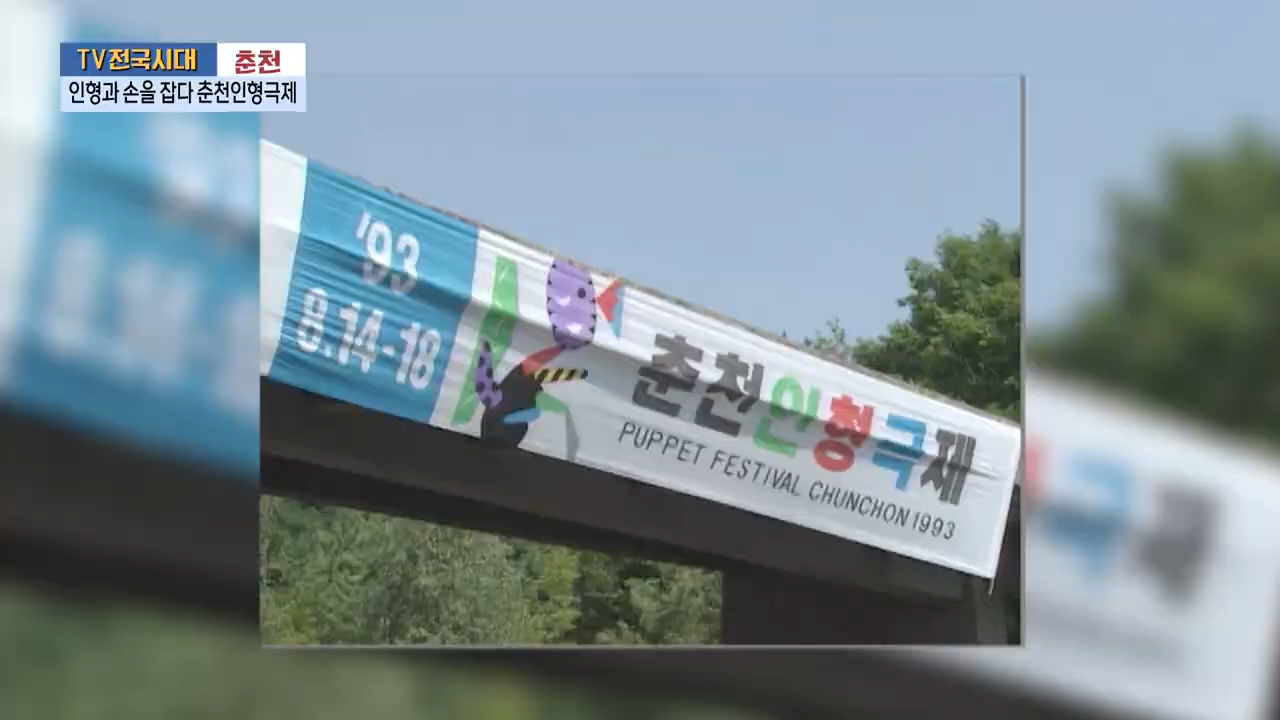 TV전국시대 춘천
인형과 손을 잡다 춘천인형극제
'93
8.14-18
춘천인형극제
PUPPET FESTIVAL CHUNCHON 1993